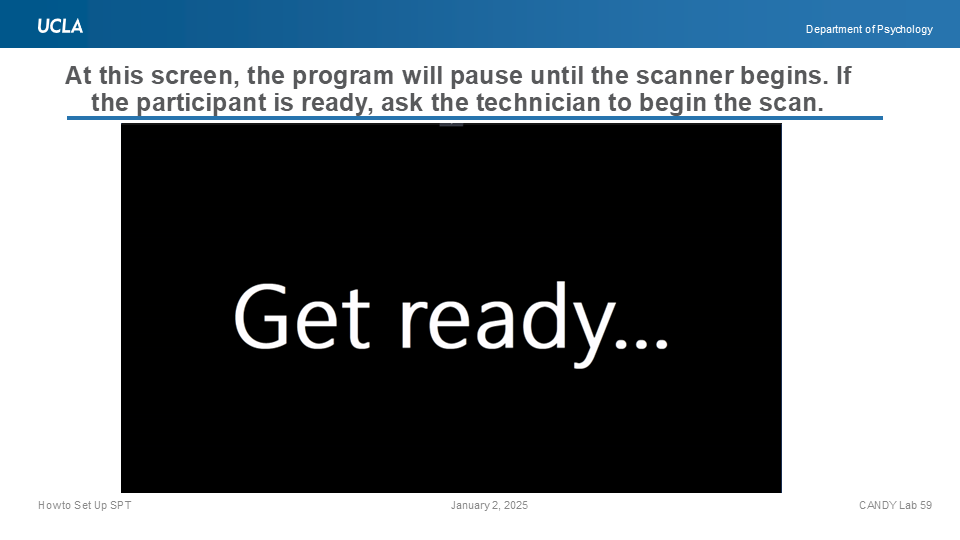 UCLA
Department of Psychology
At this screen, the program will pause until the scanner begins. If
the participant is ready, ask the technician to begin the scan.
Get ready...
Howto Set Up SPT
January 2, 2025
CANDY Lab 59